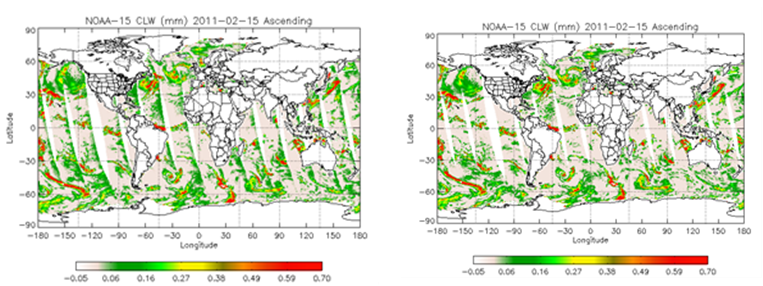 NOAA-15 CLW (mm) 2011-02-15 Ascending
90
60
30
0
-30
-60
-90
Latitude
-180 -150 -120 -90 -60 -30 0 30 60 90 120 150 180
Longitude
-0.05 0.06 0.16 0.27 0.38 0.49 0.59 0.70
NOAA-15 CLW (mm) 2011-02-15 Ascending
90
60
30
0
-30
-60
-90
Latitude
-180 -150 -120 -90 -60 -30 0 30 60 90 120 150 180
Longitude
-0.05 0.06 0.16 0.27 0.38 0.49 0.59 0.70